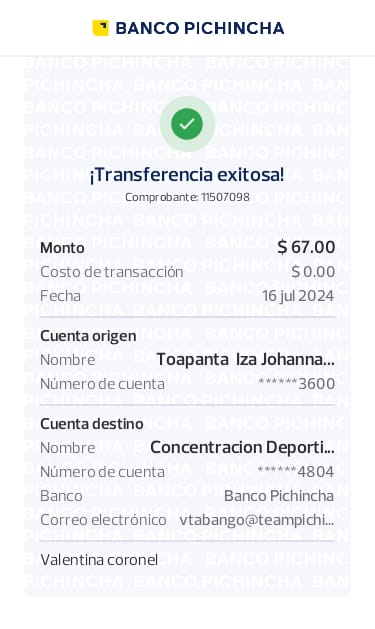 BANCO PICHINCHA
¡Transferencia exitosa!
Comprobante: 11507098
Monto $ 67.00
Costo de transacción $ 0.00
Fecha 16 jul 2024
Cuenta origen
Nombre Toapanta Iza Johanna...
Número de cuenta ******3600
Cuenta destino
Nombre Concentracion Deporti...
Número de cuenta ******4804
Banco Banco Pichincha
Correo electrónico vtabango@teampichi...
Valentina coronel